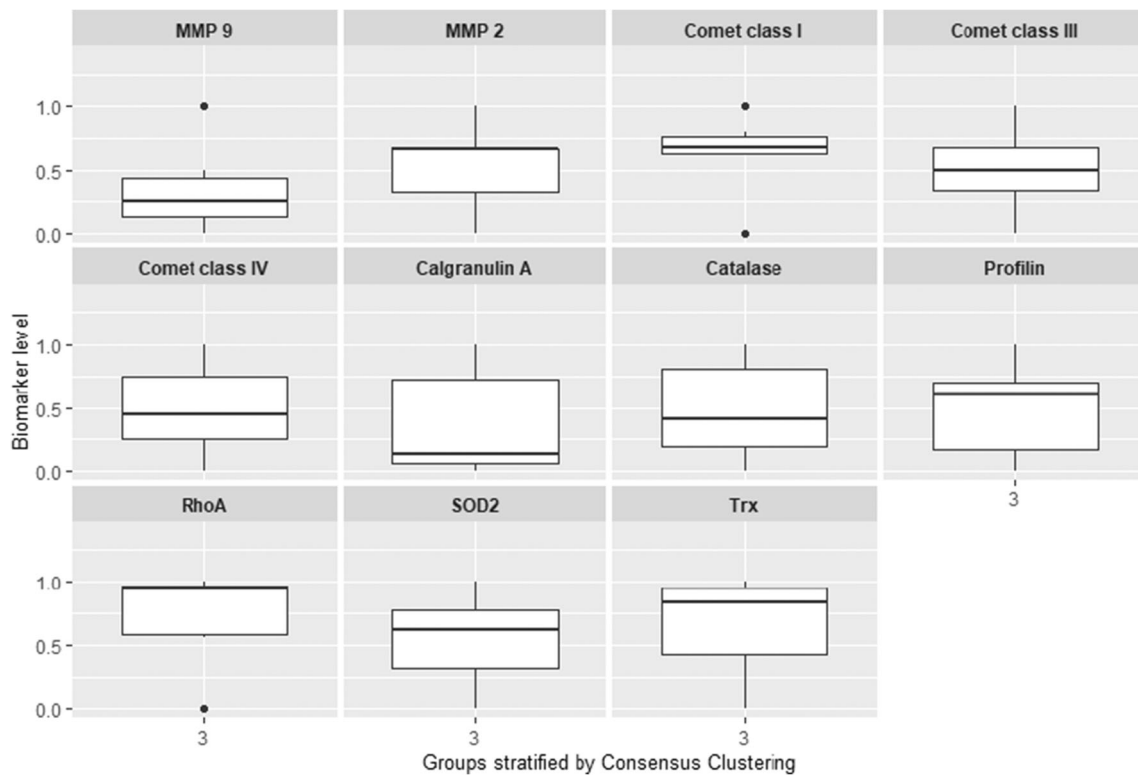 MMP 9 MMP 2 Comet class I Comet class III
1.0
0.5
0.0
Comet class IV Calgranulin A Catalase Profilin
1.0
0.5
0.0
3
RhoA SOD2 Trx
1.0
0.5
0.0
3 3 3
Biomarker level
Groups stratified by Consensus Clustering